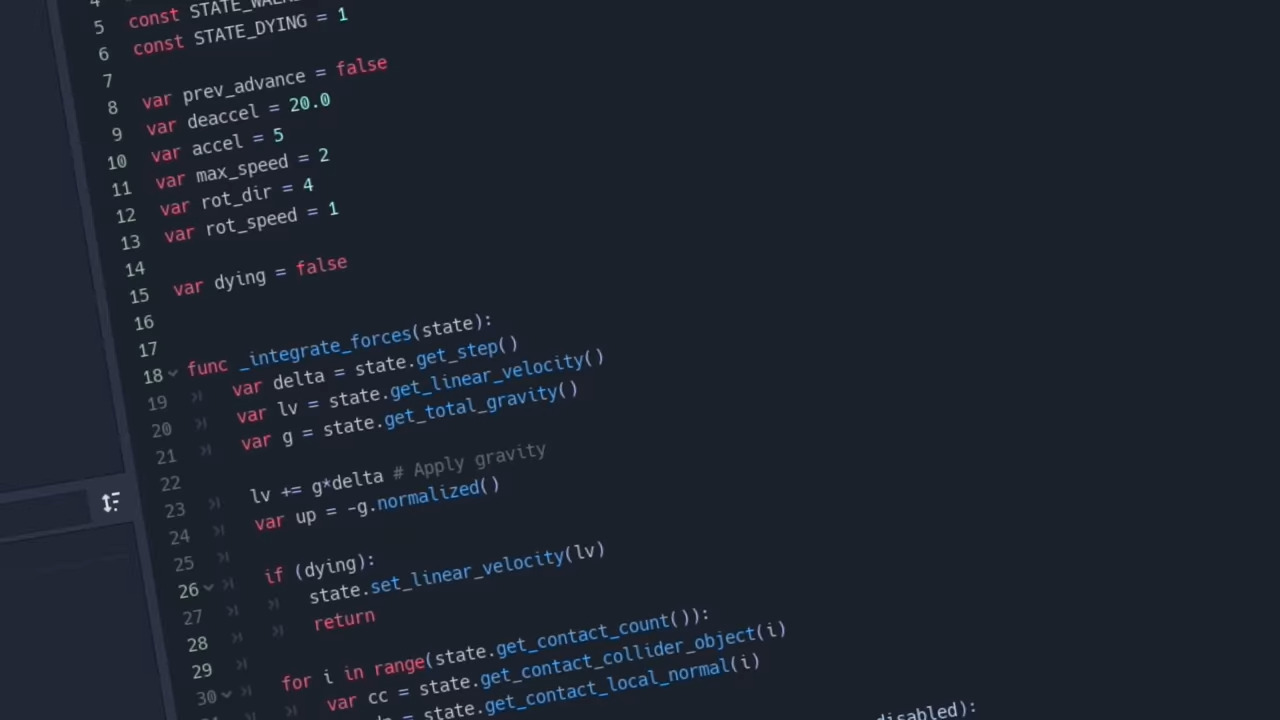 4
5 const STATE_WAL
6 const STATE_DYING = 1
7
8 var prev_advance = false
9 var deaccel = 20.0
10 var accel = 5
11 var max_speed = 2
12 var rot_dir = 4
13 var rot_speed = 1
14
15 var dying = false
16
17
18 func _integrate_forces(state):
19 var delta = state.get_step()
20 var lv = state.get_linear_velocity()
21 var g = state.get_total_gravity()
22
23 lv += g*delta # Apply gravity
24 var up = -g.normalized()
25
26 if (dying):
27 state.set_linear_velocity(lv)
28 return
29
30 for i in range(state.get_contact_count()):
var cc = state.get_contact_collider_object(i)
= state.get_contact_local_normal(i)
disabled):